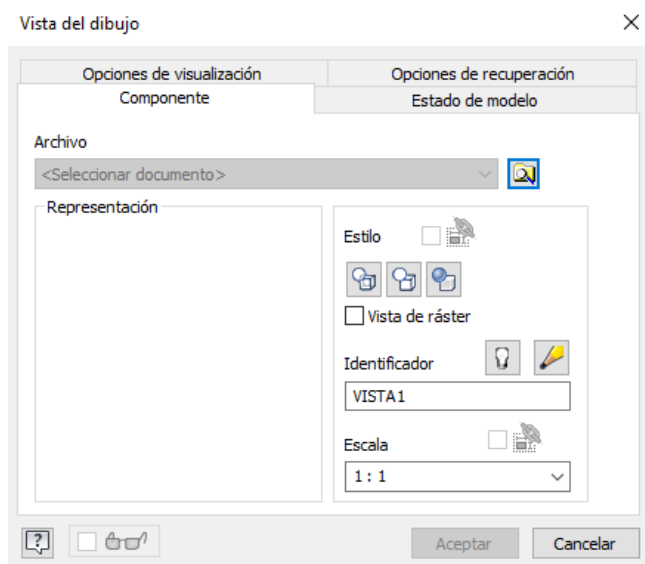 Vista del dibujo
Opciones de visualización
Opciones de recuperación
Componente
Estado de modelo
Archivo
<Seleccionar documento>
Representación
Estilo
Vista de ráster
Identificador
VISTA1
Escala
1 : 1
?
Aceptar
Cancelar